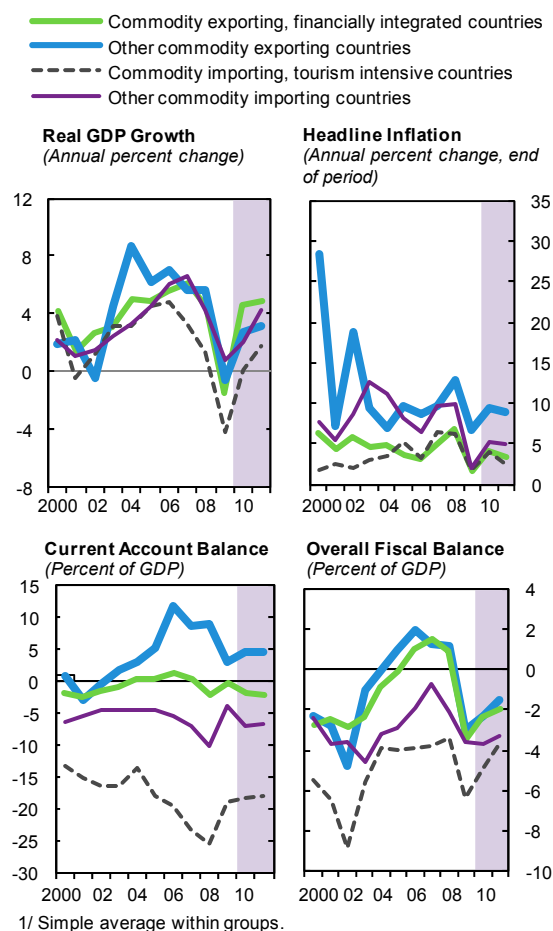 Commodity exporting, financially integrated countries
Other commodity exporting countries
Commodity importing, tourism intensive countries
Other commodity importing countries
Real GDP Growth
(Annual percent change)
12
8
4
0
-4
-8
2000 02 04 06 08 10
Headline Inflation
(Annual percent change, end
of period)
35
30
25
20
15
10
5
0
2000 02 04 06 08 10
Current Account Balance
(Percent of GDP)
15
10
5
0
-5
-10
-15
-20
-25
-30
2000 02 04 06 08 10
Overall Fiscal Balance
(Percent of GDP)
4
2
0
-2
-4
-6
-8
-10
2000 02 04 06 08 10
1/ Simple average within groups.